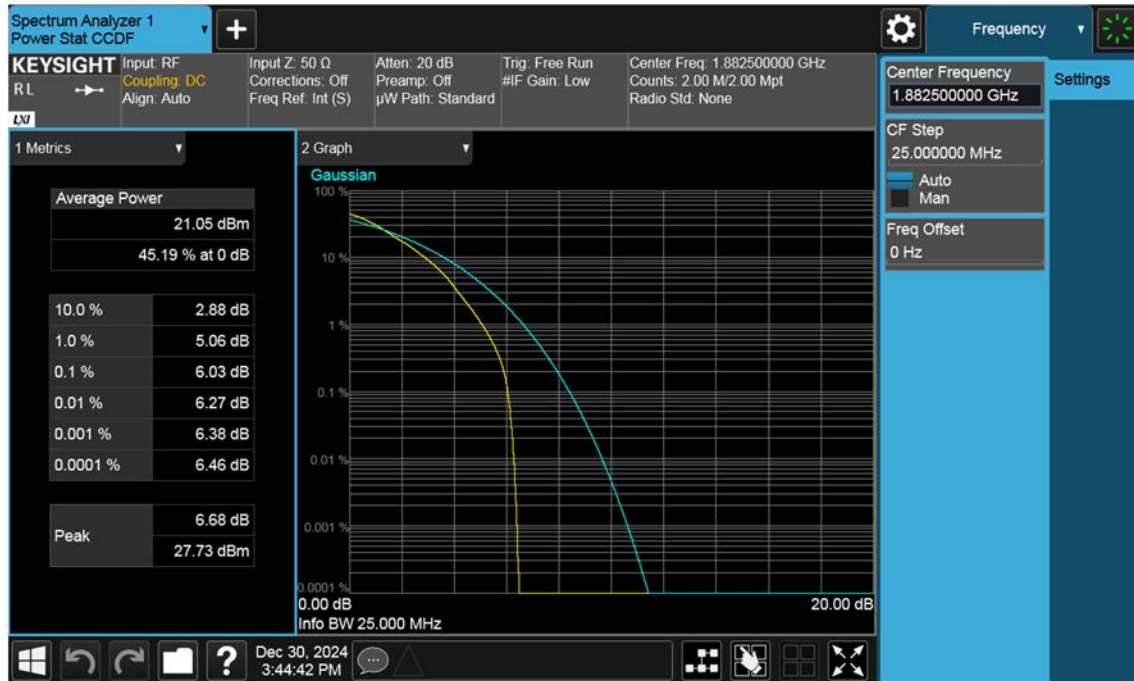 Spectrum Analyzer 1
Power Stat CCDF
+
Frequency
KEYSIGHT
RL
LXI
Input: RF
Coupling: DC
Align: Auto
Input Z: 50 Ω
Corrections: Off
Freq Ref: Int (S)
Atten: 20 dB
Preamp: Off
µW Path: Standard
Trig: Free Run
#IF Gain: Low
Center Freq: 1.882500000 GHz
Counts: 2.00 M/2.00 Mpt
Radio Std: None
Center Frequency
1.882500000 GHz
Settings
CF Step
25.000000 MHz
Auto
Man
Freq Offset
0 Hz
1 Metrics
Average Power
21.05 dBm
45.19 % at 0 dB
10.0 % 2.88 dB
1.0 % 5.06 dB
0.1 % 6.03 dB
0.01 % 6.27 dB
0.001 % 6.38 dB
0.0001 % 6.46 dB
Peak
6.68 dB
27.73 dBm
2 Graph
Gaussian
100 %
10 %
1 %
0.1 %
0.01 %
0.001 %
0.0001 %
0.00 dB 20.00 dB
Info BW 25.000 MHz
?
Dec 30, 2024
3:44:42 PM